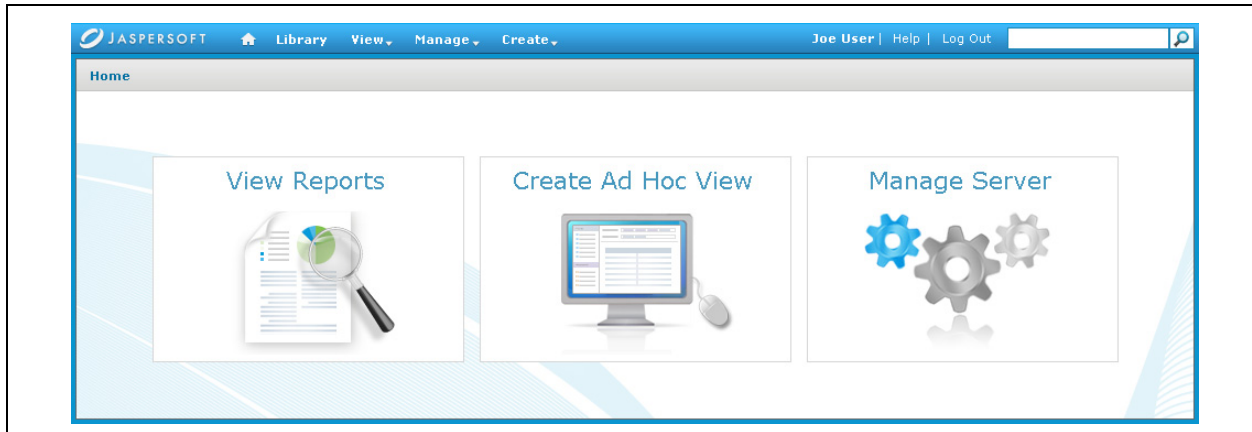 JASPERSOFT Library View Manage Create Joe User | Help | Log Out
Home
View Reports Create Ad Hoc View Manage Server